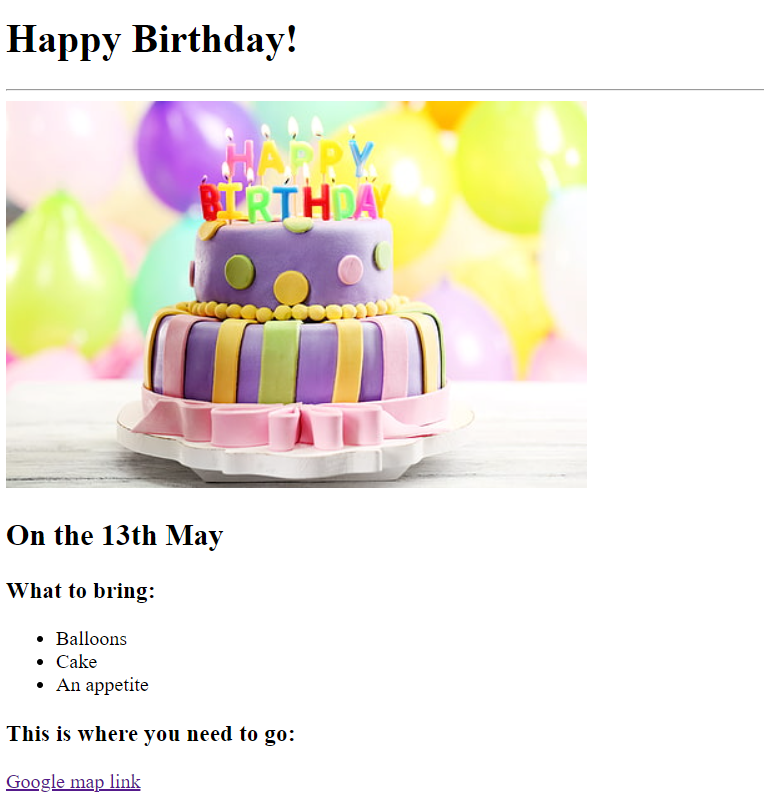 Happy Birthday!
HAPPY
BIRTHDAY
On the 13th May
What to bring:
Balloons
Cake
An appetite
This is where you need to go:
Google map link